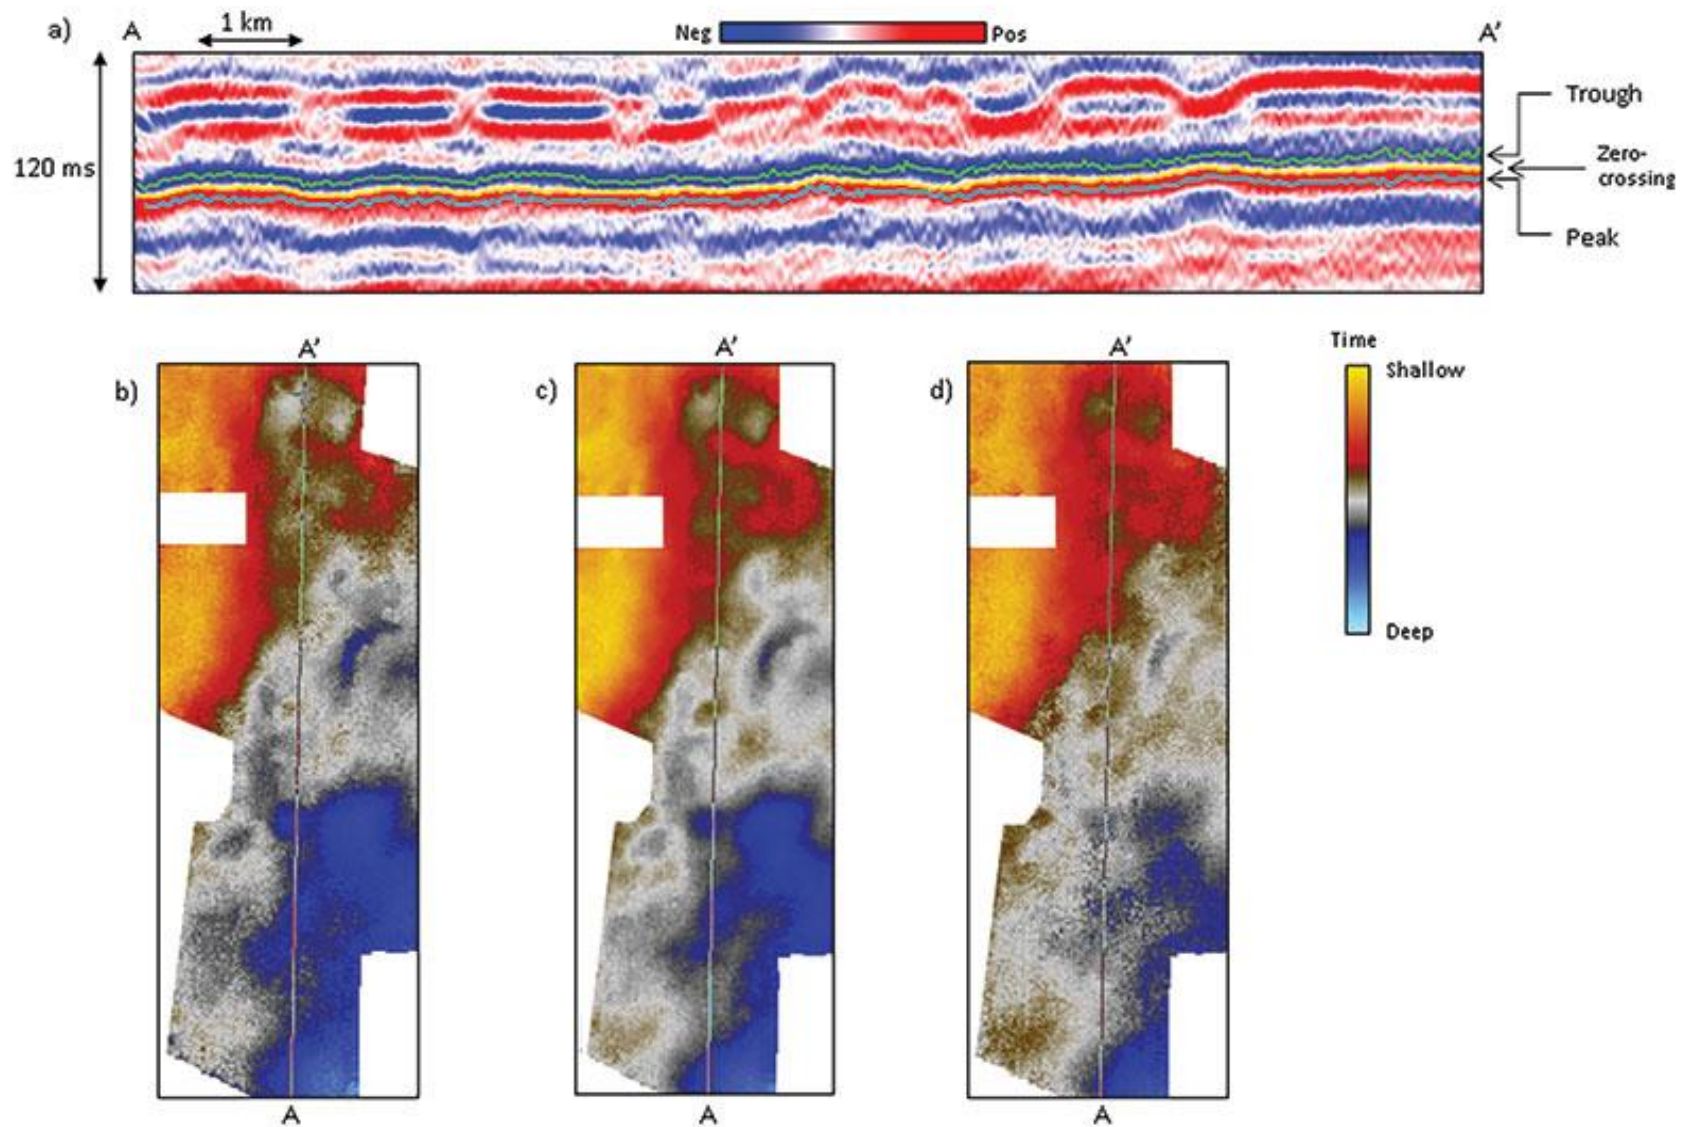 a) A 1 km Neg Pos A'
Trough
120 ms
Zero-
crossing
Peak
A' A' A' Time
b) c) d) Shallow
Deep
A A A